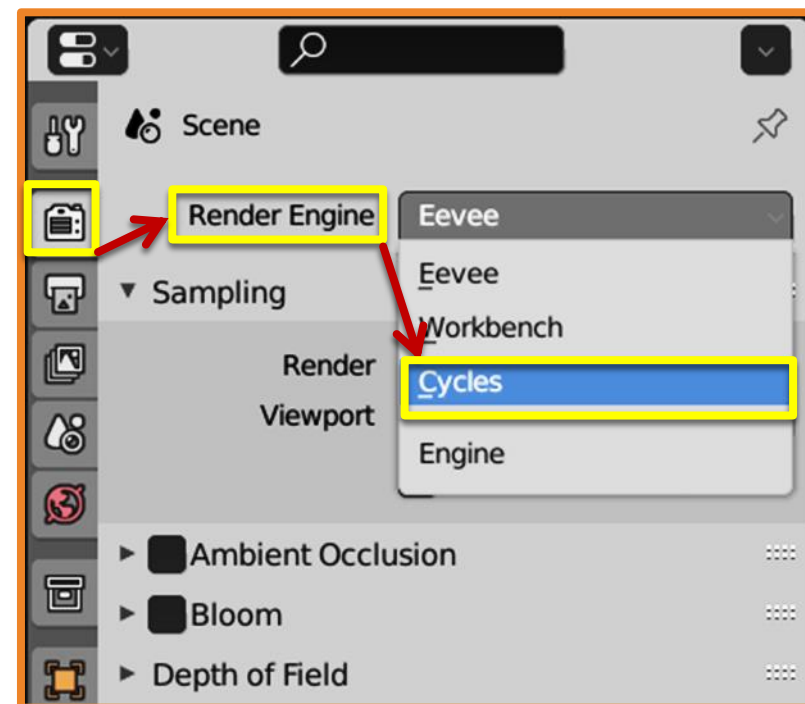 Scene
Render Engine Eevee
Eevee
Sampling
Workbench
Render
Cycles
Viewport
Engine
Ambient Occlusion
Bloom
Depth of Field